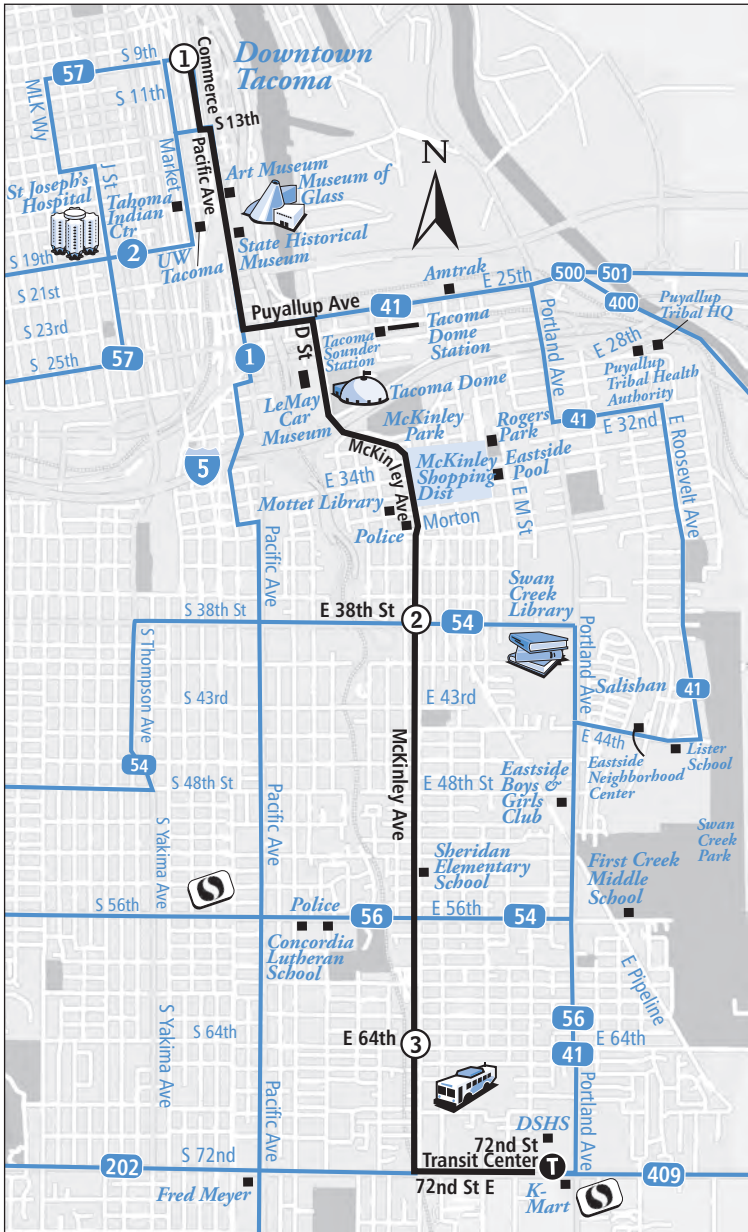 Downtown
Tacoma
1
Commerce
57
S 9th
S 11th
MLK Wy
S 13th
J St
Market
Pacific Ave
Art Museum
Museum of
Glass
N
St Joseph's
Hospital
Tahoma
Indian
Ctr
State Historical
Museum
UW
Tacoma
S 19th
2
S 21st
S 23rd
S 25th
57
Puyallup Ave
41
Amtrak
E 25th
500
501
400
Puyallup
Tribal HQ
1
D St
Tacoma
Sounder
Station
Tacoma
Dome
Station
Portland Ave
E 28th
Puyallup
Tribal Health
Authority
LeMay
Car
Museum
Tacoma Dome
McKinley
Park
Rogers
Park
41
E 32nd
E Roosevelt Ave
5
McKinley Ave
E 34th
McKinley
Shopping
Dist
Eastside
Pool
E M St
Mottet Library
Police
Morton
Pacific Ave
Swan
Creek
Library
S 38th St
E 38th St
2
54
Portland Ave
S Thompson Ave
S 43rd
E 43rd
Salishan
41
E 44th
Lister
School
Eastside
Neighborhood
Center
54
S 48th St
McKinley Ave
E 48th St
Eastside
Boys &
Girls
Club
Pacific Ave
S Yakima Ave
Swan
Creek
Park
Sheridan
Elementary
School
First Creek
Middle
School
S 56th
Police
56
E 56th
54
Concordia
Lutheran
School
E Pipeline
S Yakima Ave
S 64th
E 64th
3
56
E 64th
41
Pacific Ave
Portland Ave
DSHS
72nd St
Transit Center
T
202
S 72nd
409
Fred Meyer
72nd St E
K-
Mart